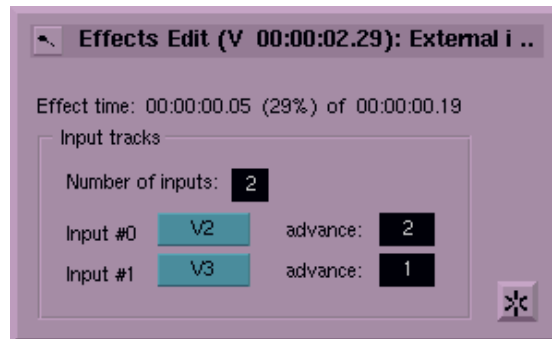 Effects Edit (V 00:00:02.29): External i ..
Effect time: 00:00:00.05 (29%) of 00:00:00.19
Input tracks
Number of inputs: 2
Input #0 V2 advance: 2
Input #1 V3 advance: 1